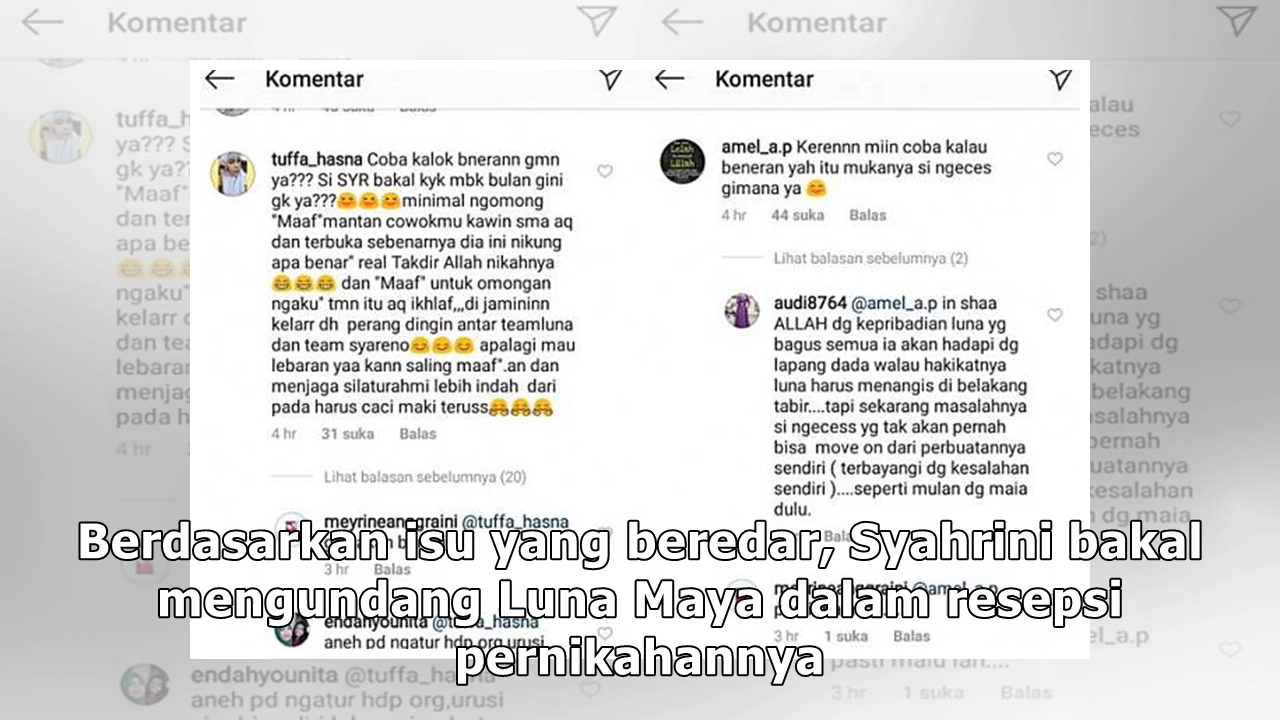 Komentar
tuffa_hasna Coba kalok bnerann gmn
ya??? Si SYR bakal kyk mbk bulan gini
gk ya???😊😊😊minimal ngomong
"Maaf"mantan cowokmu kawin sma aq
dan terbuka sebenarnya dia ini nikung
apa benar" real Takdir Allah nikahnya
😂😂😂 dan "Maaf" untuk omongan
ngaku" tmn itu aq ikhlaf,,,di jamininn
kelarr dh perang dingin antar teamluna
dan team syareno😊😊😊 apalagi mau
lebaran yaa kann saling maaf".an dan
menjaga silaturahmi lebih indah dari
pada harus caci maki teruss🤗🤗🤗
4 hr 31 suka Balas
Lihat balasan sebelumnya (20)
meyrineanggraini @tuffa_hasna
3 hr Balas
endahyounita @tuffa_hasna
aneh pd ngatur hdp org,urusi
Komentar
amel_a.p Kerennn miin coba kalau
beneran yah itu mukanya si ngeces
gimana ya 😊
4 hr 44 suka Balas
Lihat balasan sebelumnya (2)
audi8764 @amel_a.p in shaa
ALLAH dg kepribadian luna yg
bagus semua ia akan hadapi dg
lapang dada walau hakikatnya
luna harus menangis di belakang
tabir....tapi sekarang masalahnya
si ngecess yg tak akan pernah
bisa move on dari perbuatannya
sendiri ( terbayangi dg kesalahan
sendiri )....seperti mulan dg maia
dulu.
Balas
meyrineanggraini @amel_a.p
3 hr 1 suka Balas
Berdasarkan isu yang beredar, Syahrini bakal
mengundang Luna Maya dalam resepsi
pernikahannya